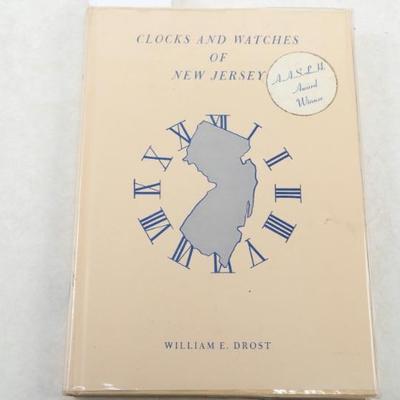 CLOCKS AND WATCHES
OF
NEW JERSEY
A.A.S.L.H.
Award
Winner
XII
I
II
III
IIII
V
VI
VII
VIII
IX
X
XI
WILLIAM E. DROST